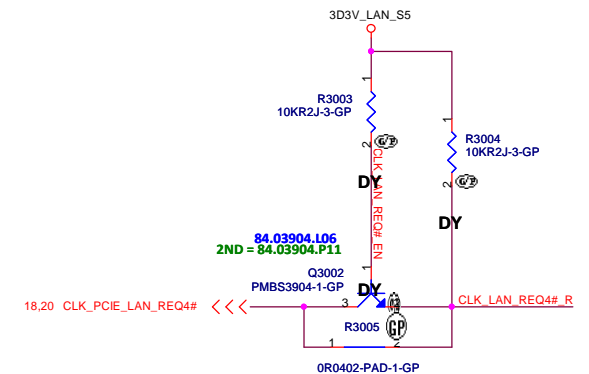 3D3V_LAN_S5
1
R3003
10KR2J-3-GP
2
G/P
DY
CLK_LAN_REQ#_EN
1
R3004
10KR2J-3-GP
2
G/P
DY
84.03904.L06
2ND = 84.03904.P11
Q3002
PMBS3904-1-GP
1
DY
3
18,20 CLK_PCIE_LAN_REQ4#
CLK_LAN_REQ4#_R
R3005
GP
1
2
0R0402-PAD-1-GP